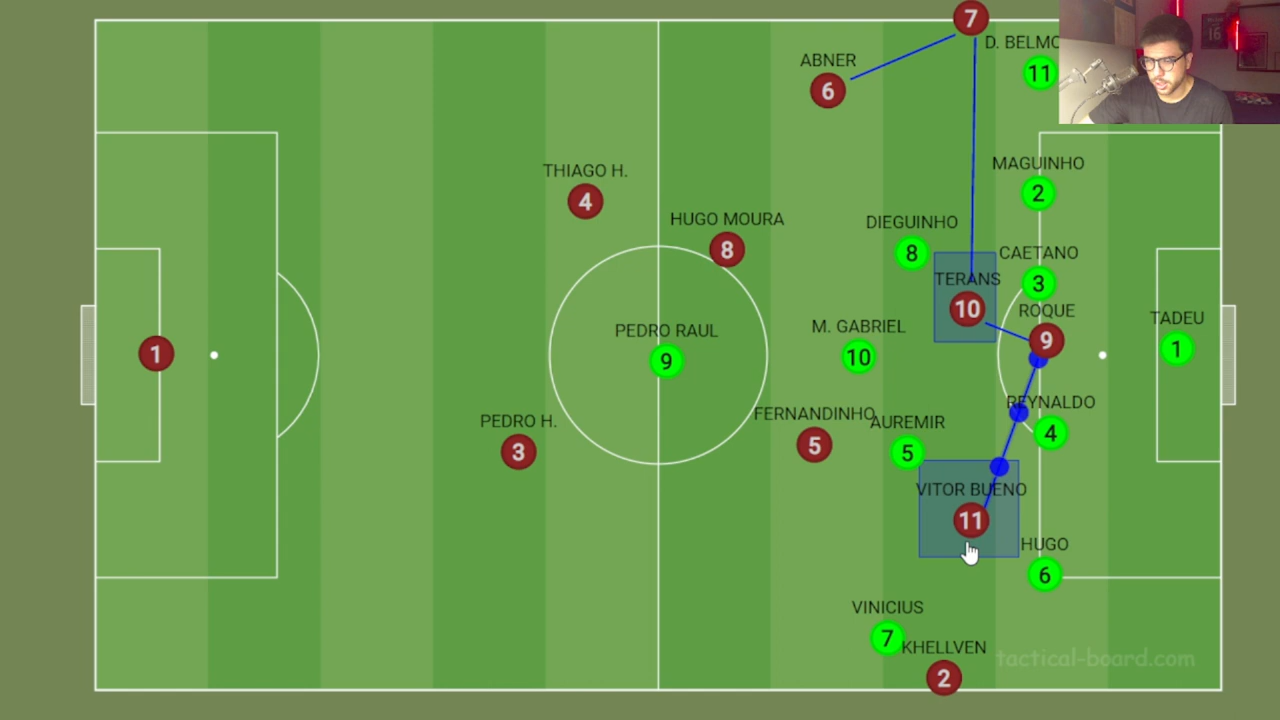 7
D. BELMO
11
16
ABNER
6
MAGUINHO
2
THIAGO H.
4
HUGO MOURA
8
DIEGUINHO
8
CAETANO
3
TERANS
10
ROQUE
9
TADEU
1
PEDRO RAUL
9
M. GABRIEL
10
1
REYNALDO
4
PEDRO H.
3
FERNANDINHO
5
AUREMIR
5
VITOR BUENO
11
HUGO
6
VINICIUS
7
KHELLVEN
2
tactical-board.com